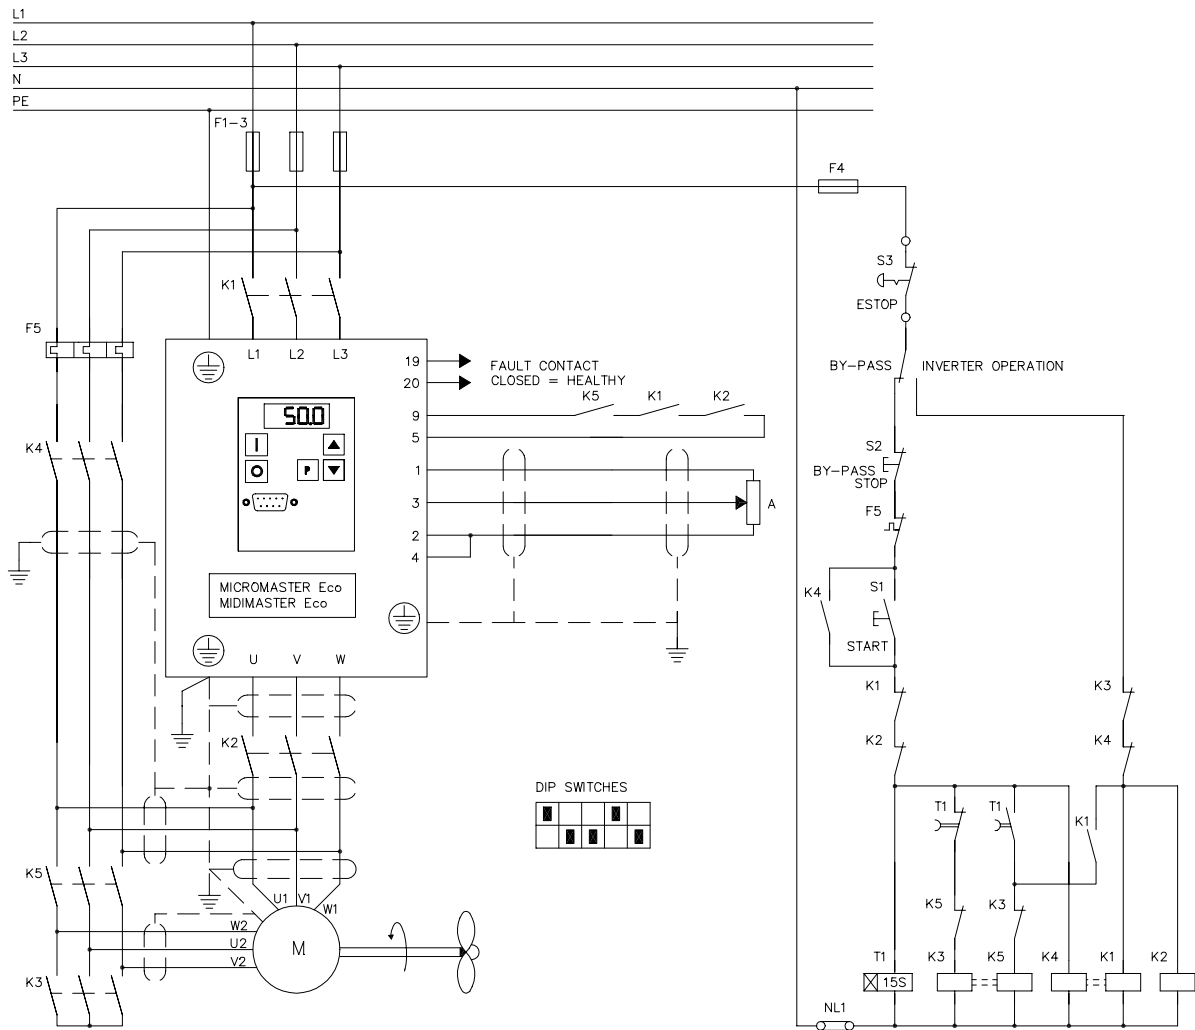 L1
L2
L3
N
PE
F1-3
F4
S3
ESTOP
K1
F5
L1 L2 L3
19
20
FAULT CONTACT
CLOSED = HEALTHY
BY-PASS
INVERTER OPERATION
K5 K1 K2
9
5
50.0
I
O
P
K4
S2
BY-PASS
STOP
1
3
A
F5
2
4
MICROMASTER Eco
MIDIMASTER Eco
K4
S1
START
U V W
K1
K3
K2
K2
K4
DIP SWITCHES
T1
T1
K1
K5
U1 V1 W1
K5
K3
W2
U2
V2
M
K3
T1
K3
K5
K4
K1
K2
15S
NL1